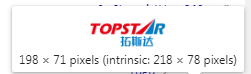 TOPSTAR
拓斯达
198 × 71 pixels (intrinsic: 218 × 78 pixels)